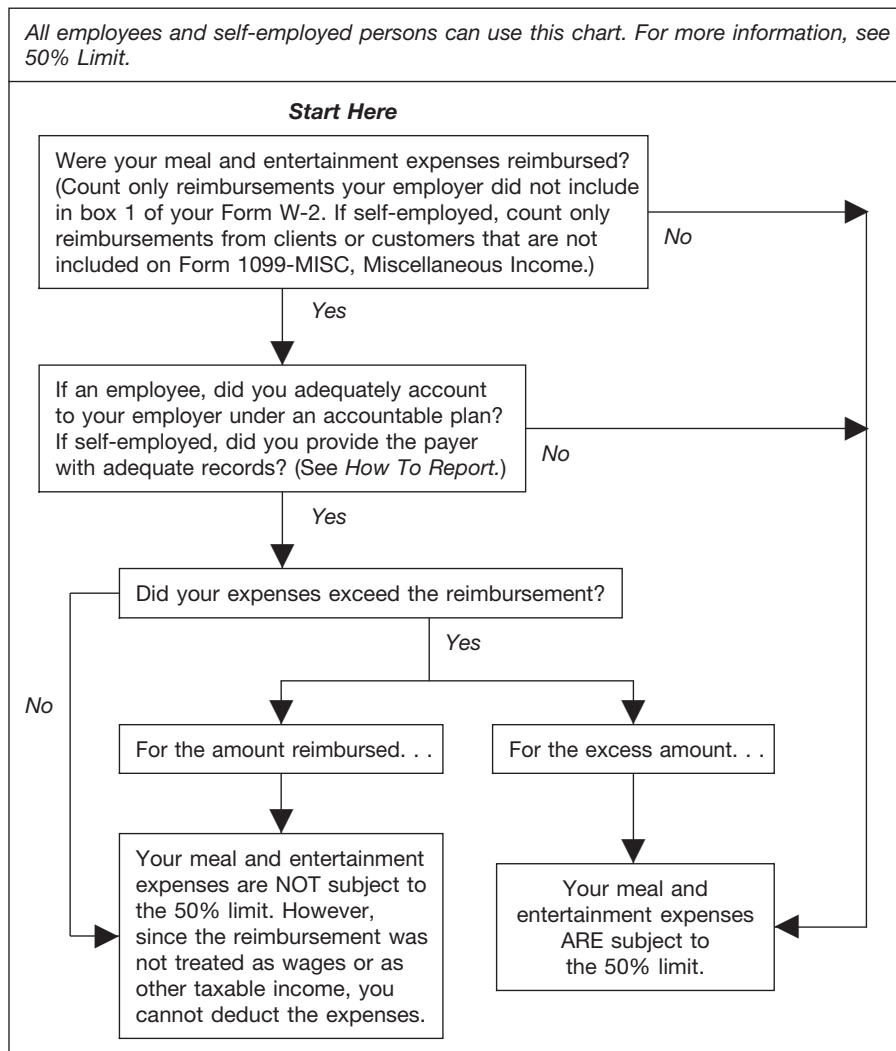 All employees and self-employed persons can use this chart. For more information, see
50% Limit.
Start Here
Were your meal and entertainment expenses reimbursed?
(Count only reimbursements your employer did not include
in box 1 of your Form W-2. If self-employed, count only
reimbursements from clients or customers that are not
included on Form 1099-MISC, Miscellaneous Income.)
No
Yes
If an employee, did you adequately account
to your employer under an accountable plan?
If self-employed, did you provide the payer
with adequate records? (See How To Report.)
No
Yes
Did your expenses exceed the reimbursement?
Yes
No
For the amount reimbursed. . .
For the excess amount. . .
Your meal and entertainment
expenses are NOT subject to
the 50% limit. However,
since the reimbursement was
not treated as wages or as
other taxable income, you
cannot deduct the expenses.
Your meal and
entertainment expenses
ARE subject to
the 50% limit.